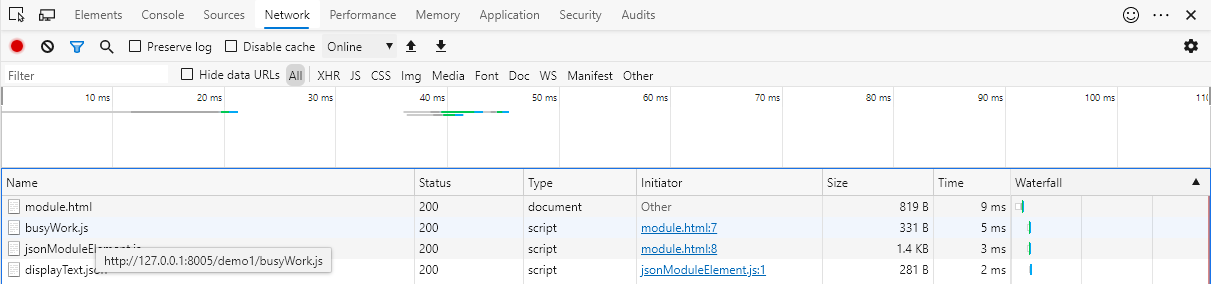 Elements Console Sources Network Performance Memory Application Security Audits
Preserve log Disable cache Online
Filter Hide data URLs All XHR JS CSS Img Media Font Doc WS Manifest Other
10 ms 20 ms 30 ms 40 ms 50 ms 60 ms 70 ms 80 ms 90 ms 100 ms
Name Status Type Initiator Size Time Waterfall
module.html 200 document Other 819 B 9 ms
busyWork.js 200 script module.html:7 331 B 5 ms
jsonModuleElement.js 200 script module.html:8 1.4 KB 3 ms
http://127.0.0.1:8005/demo1/busyWork.js
displayText.json 200 script jsonModuleElement.js:1 281 B 2 ms